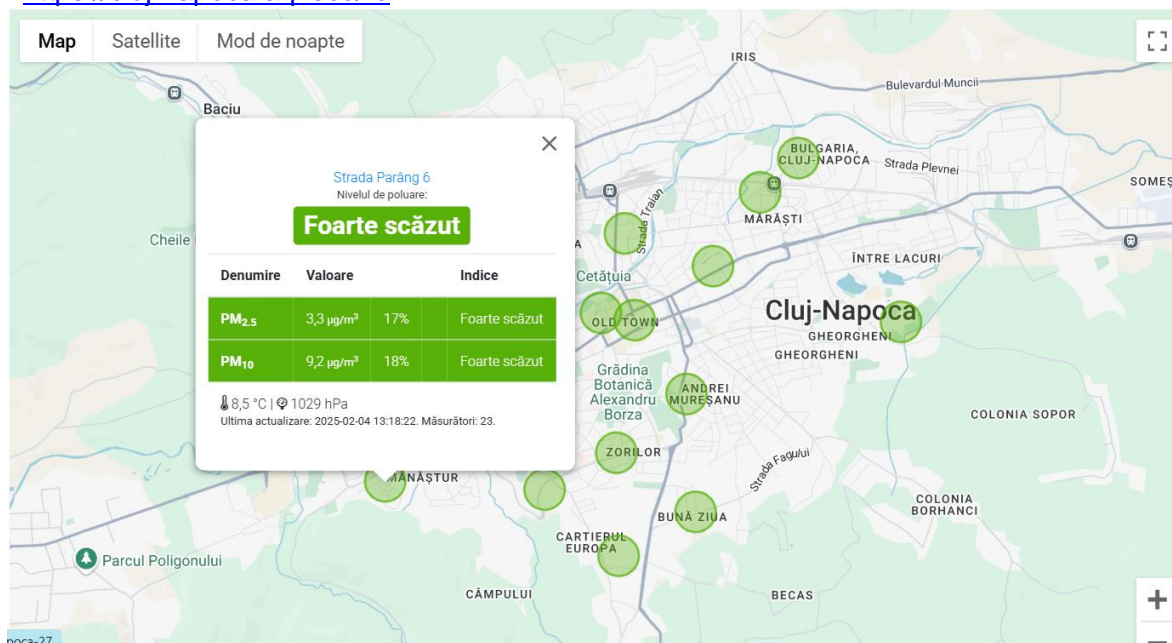 Map Satellite Mod de noapte
IRIS
Bulevardul Muncii
Baciu
BULGARIA,
CLUJ-NAPOCA
Strada Plevnei
SOMEȘ
Strada Traian
MĂRĂȘTI
Cheile
ÎNTRE LACURI
Cetățuia
Cluj-Napoca
OLD TOWN
GHEORGHENI
GHEORGHENI
Grădina
Botanică
Alexandru
Borza
ANDREI
MUREȘANU
COLONIA SOPOR
ZORILOR
Strada Fagului
Strada Parâng 6
Nivelul de poluare:
Foarte scăzut
Denumire Valoare Indice
PM2.5 3,3 µg/m³ 17% Foarte scăzut
PM10 9,2 µg/m³ 18% Foarte scăzut
8,5 °C | 1029 hPa
Ultima actualizare: 2025-02-04 13:18:22. Măsurători: 23.
MĂNĂȘTUR
BUNĂ ZIUA
COLONIA
BORHANCI
CARTIERUL
EUROPA
Parcul Poligonului
CÂMPULUI
BECAS